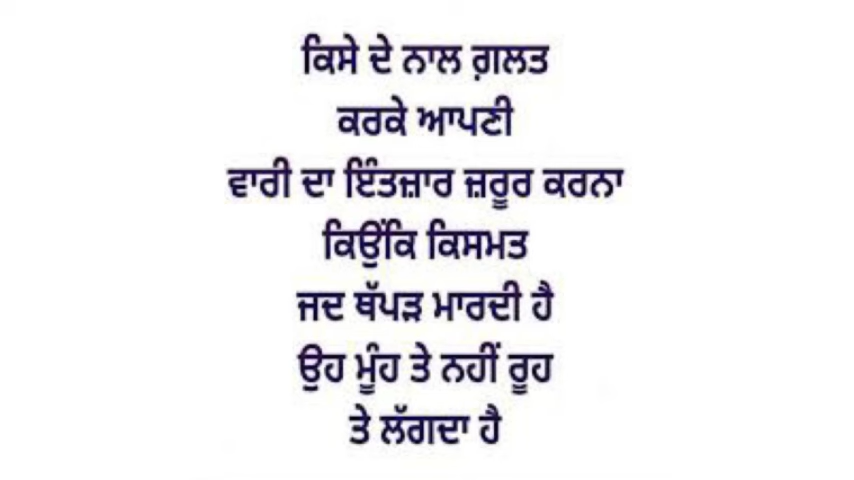 ਕਿਸੇ ਦੇ ਨਾਲ ਗ਼ਲਤ
ਕਰਕੇ ਆਪਣੀ
ਵਾਰੀ ਦਾ ਇੰਤਜ਼ਾਰ ਜ਼ਰੂਰ ਕਰਨਾ
ਕਿਉਂਕਿ ਕਿਸਮਤ
ਜਦ ਥੱਪੜ ਮਾਰਦੀ ਹੈ
ਉਹ ਮੂੰਹ ਤੇ ਨਹੀਂ ਰੂਹ
ਤੇ ਲੱਗਦਾ ਹੈ